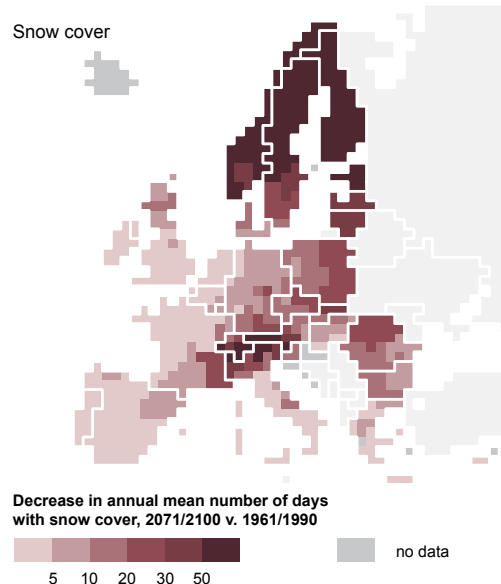 Snow cover
Decrease in annual mean number of days
with snow cover, 2071/2100 v. 1961/1990
5 10 20 30 50
no data